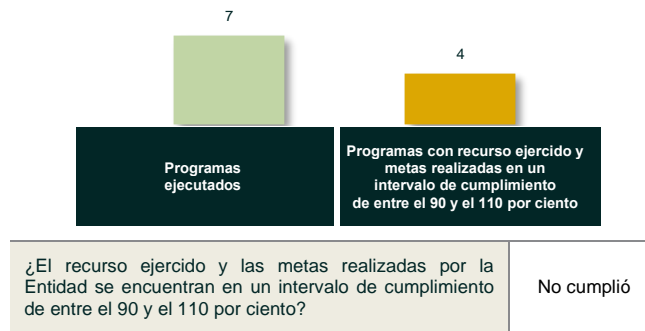 7
4
Programas
ejecutados
Programas con recurso ejercido y
metas realizadas en un
intervalo de cumplimiento
de entre el 90 y el 110 por ciento
¿El recurso ejercido y las metas realizadas por la
Entidad se encuentran en un intervalo de cumplimiento
de entre el 90 y el 110 por ciento?
No cumplió